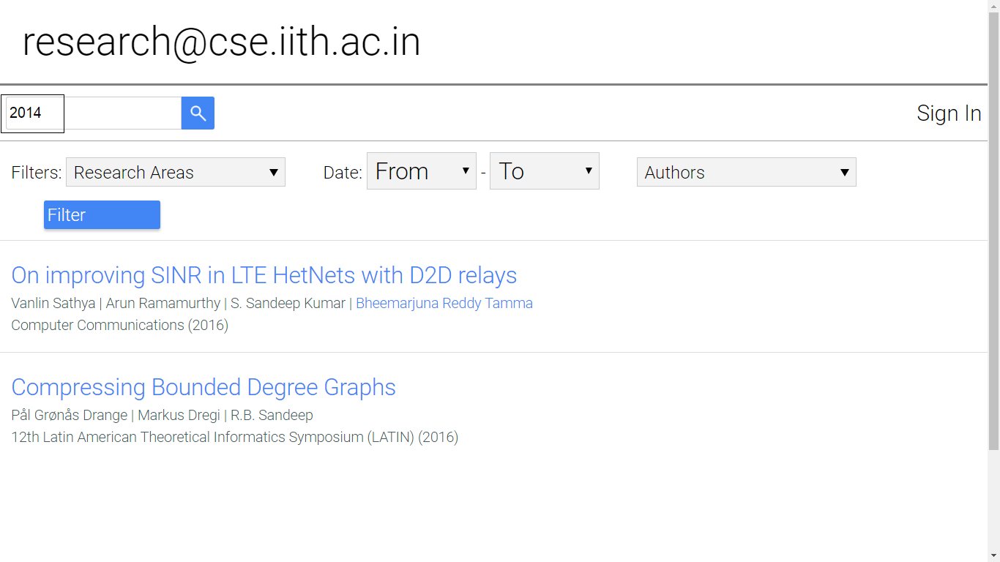 research@cse.iith.ac.in
2014
Sign In
Filters: Research Areas Date: From - To Authors
Filter
On improving SINR in LTE HetNets with D2D relays
Vanlin Sathya | Arun Ramamurthy | S. Sandeep Kumar | Bheemarjuna Reddy Tamma
Computer Communications (2016)
Compressing Bounded Degree Graphs
Pål Grønås Drange | Markus Dregi | R.B. Sandeep
12th Latin American Theoretical Informatics Symposium (LATIN) (2016)